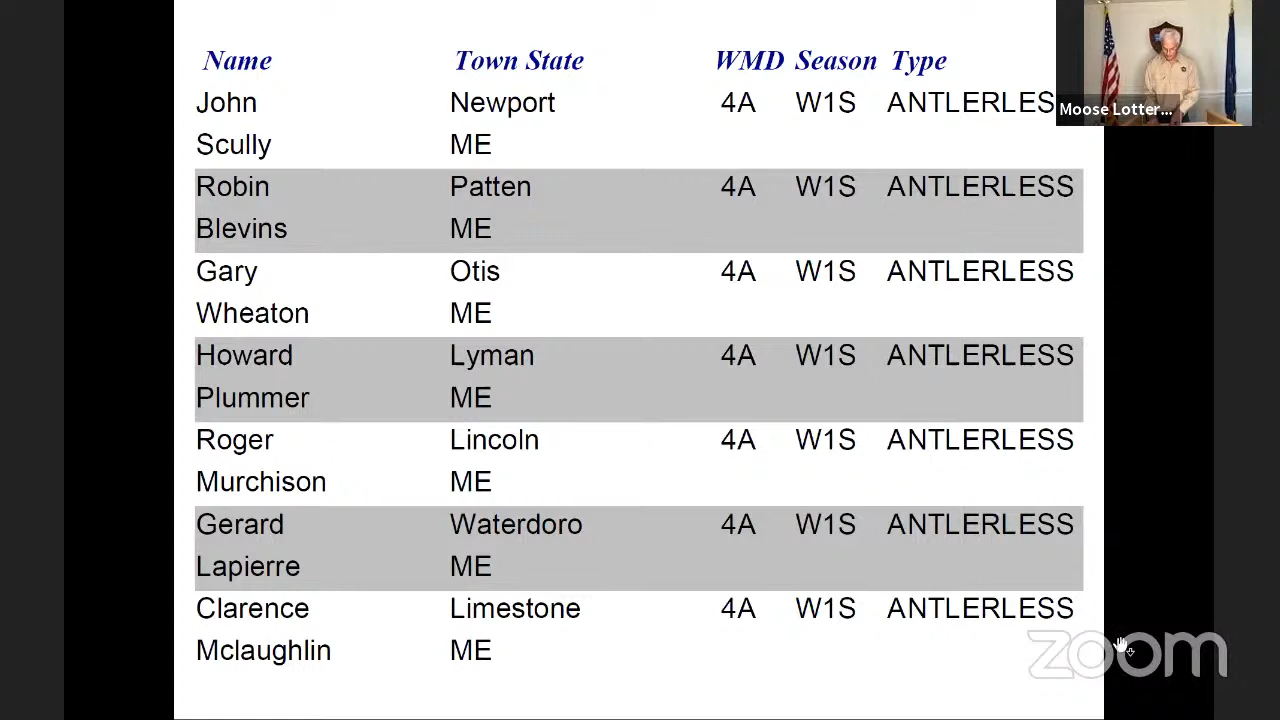 Name Town State WMD Season Type
John Newport 4A W1S ANTLERLES
Scully ME
Robin Patten 4A W1S ANTLERLESS
Blevins ME
Gary Otis 4A W1S ANTLERLESS
Wheaton ME
Howard Lyman 4A W1S ANTLERLESS
Plummer ME
Roger Lincoln 4A W1S ANTLERLESS
Murchison ME
Gerard Waterdoro 4A W1S ANTLERLESS
Lapierre ME
Clarence Limestone 4A W1S ANTLERLESS
Mclaughlin ME
Moose Lotter...
zoom